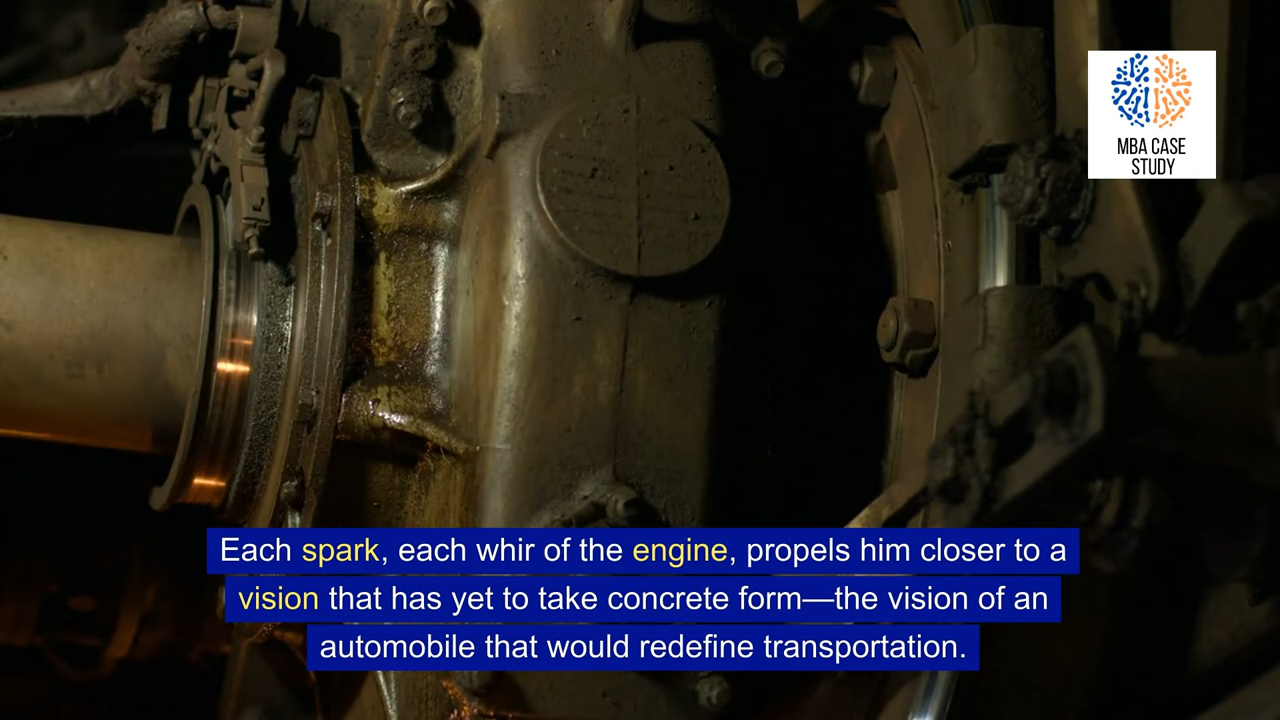 MBA CASE
STUDY
Each spark, each whir of the engine, propels him closer to a
vision that has yet to take concrete form—the vision of an
automobile that would redefine transportation.